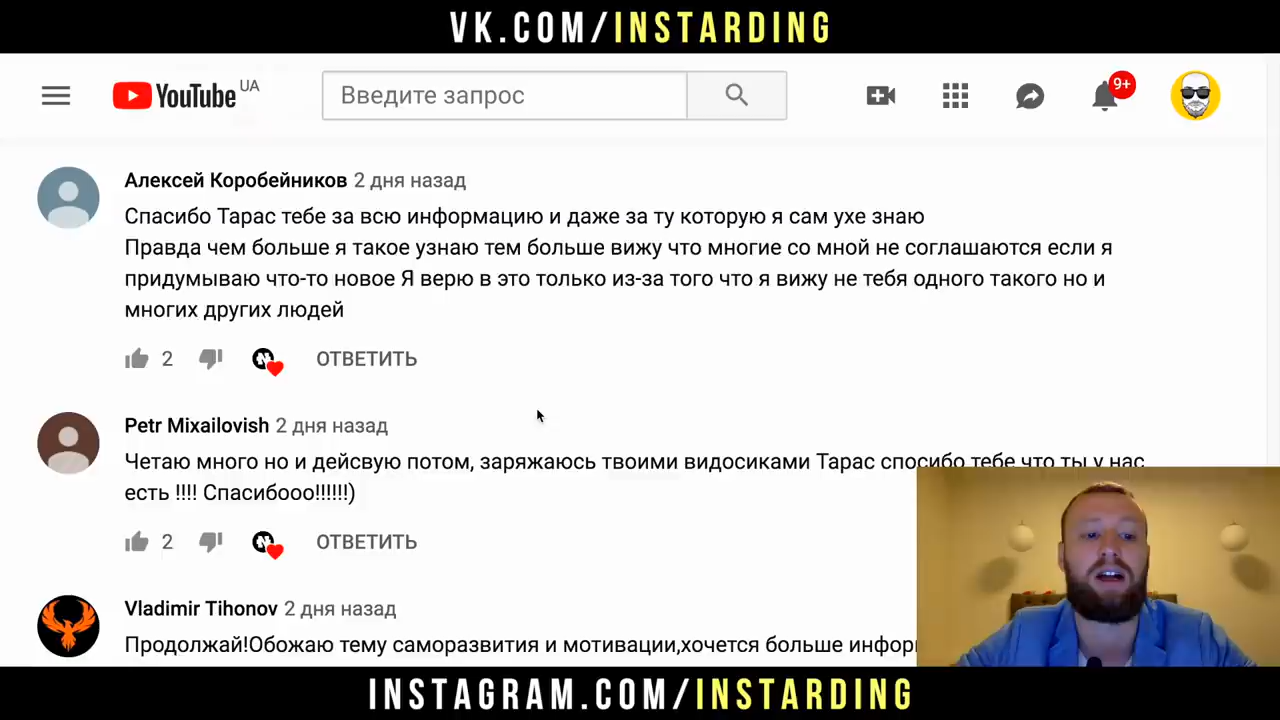 VK.COM/INSTARDING
YouTube UA
Введите запрос
9+
Алексей Коробейников 2 дня назад
Спасибо Тарас тебе за всю информацию и даже за ту которую я сам ухе знаю
Правда чем больше я такое узнаю тем больше вижу что многие со мной не соглашаются если я
придумываю что-то новое Я верю в это только из-за того что я вижу не тебя одного такого но и
многих других людей
2 ОТВЕТИТЬ
Petr Mixailovish 2 дня назад
Четаю много но и дейсвую потом, заряжаюсь твоими видосиками Тарас спосибо тебе что ты у нас
есть !!!! Спасибооо!!!!!!)
2 ОТВЕТИТЬ
Vladimir Tihonov 2 дня назад
Продолжай!Обожаю тему саморазвития и мотивации,хочется больше
INSTAGRAM.COM/INSTARDING